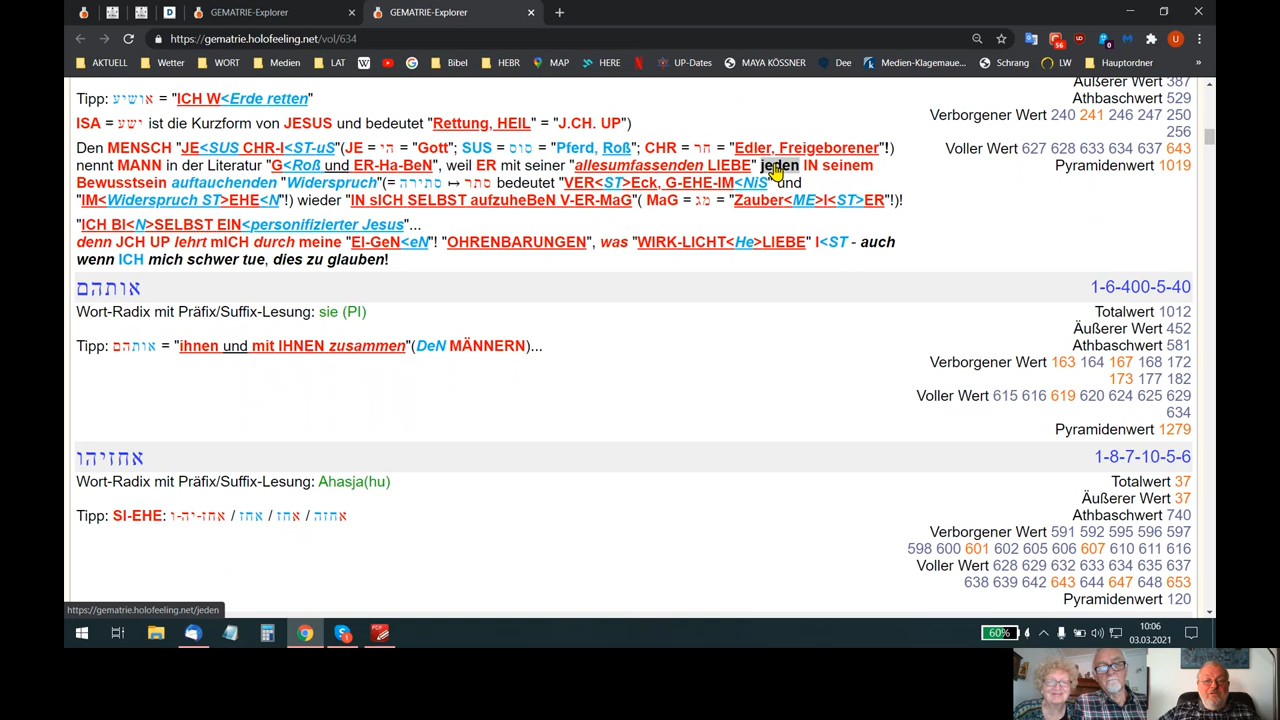 GEMATRIE-Explorer
GEMATRIE-Explorer
https://gematrie.holofeeling.net/vol/634
AKTUELL Wetter WORT Medien LAT Bibel HEBR MAP HERE UP-Dates MAYA KÖSSNER Dee Medien-Klagemaue... Schrang LW Hauptordner
Tipp: אושיע = "ICH W<Erde retten"
ISA = ישע ist die Kurzform von JESUS und bedeutet "Rettung, HEIL" = "J.CH. UP")
Den MENSCH "JE<SUS CHR-I<ST-uS"(JE = הי = "Gott"; SUS = סוס = "Pferd, Roß"; CHR = חר = "Edler, Freigeborener"!)
nennt MANN in der Literatur "G<Roß und ER-Ha-BeN", weil ER mit seiner "allesumfassenden LIEBE" jeden IN seinem
Bewusstsein auftauchenden "Widerspruch"(= סתירה ↦ סתר bedeutet "VER<ST>Eck, G-EHE-IM<NiS" und
"IM<Widerspruch ST>EHE<N"!) wieder "IN sICH SELBST aufzuheBeN V-ER-MaG"( MaG = מג = "Zauber<ME>I<ST>ER"!)!
"ICH BI<N>SELBST EIN<personifizierter Jesus"...
denn JCH UP lehrt mICH durch meine "EI-GeN<eN"! "OHRENBARUNGEN", was "WIRK-LICHT<He>LIEBE" I<ST - auch
wenn ICH mich schwer tue, dies zu glauben!
Äußerer Wert 387
Athbaschwert 529
Verborgener Wert 240 241 246 247 250
256
Voller Wert 627 628 633 634 637 643
Pyramidenwert 1019
אותהם 1-6-400-5-40
Wort-Radix mit Präfix/Suffix-Lesung: sie (Pl)
Tipp: אותהם = "ihnen und mit IHNEN zusammen"(DeN MÄNNERN)...
Totalwert 1012
Äußerer Wert 452
Athbaschwert 581
Verborgener Wert 163 164 167 168 172
173 177 182
Voller Wert 615 616 619 620 624 625 629
634
Pyramidenwert 1279
אחזיהו 1-8-7-10-5-6
Wort-Radix mit Präfix/Suffix-Lesung: Ahasja(hu)
Tipp: SI-EHE: אחז-יה-ו / אחז / אחז / אחזה
Totalwert 37
Äußerer Wert 37
Athbaschwert 740
Verborgener Wert 591 592 595 596 597
598 600 601 602 605 606 607 610 611 616
Voller Wert 628 629 632 633 634 635 637
638 639 642 643 644 647 648 653
Pyramidenwert 120
https://gematrie.holofeeling.net/jeden
60%
10:06
03.03.2021